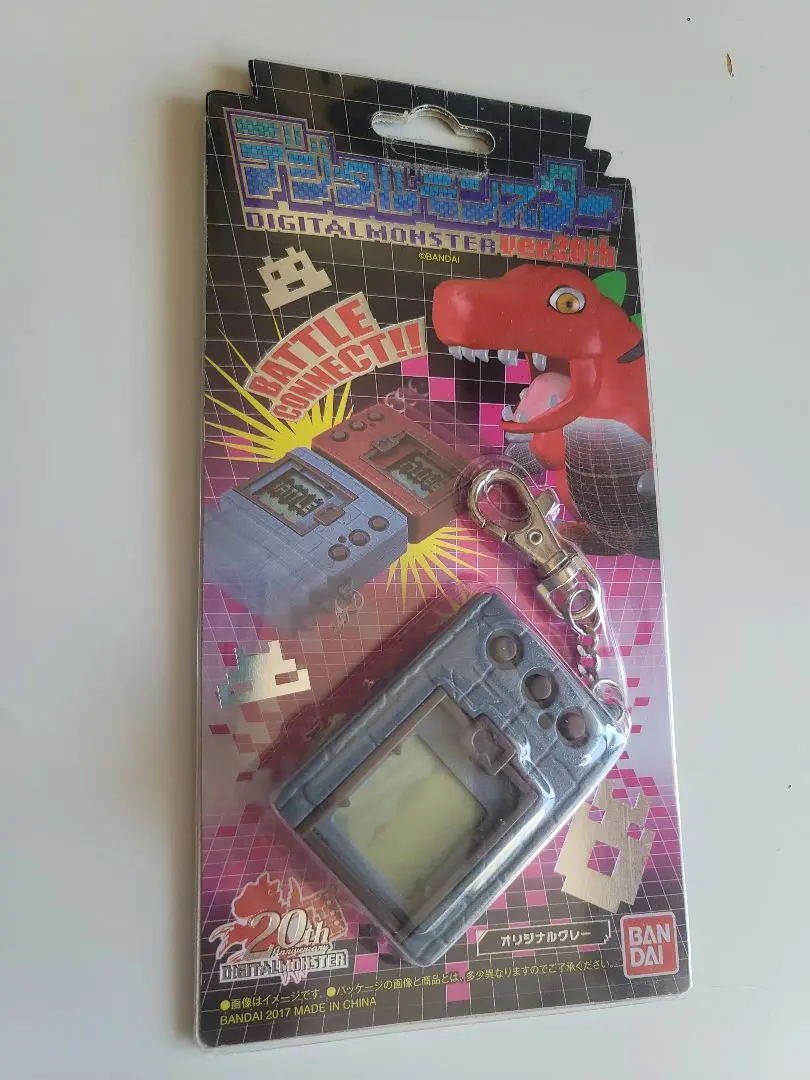 デジタルモンスター
DIGITALMONSTER ver.20th
©BANDAI
BATTLE
CONNECT!!
BATTLE
20th
Anniversary
DIGITALMONSTER
オリジナルグレー
BAN
DAI
●画像はイメージです。●パッケージの画像と商品とは、多少異なりますのでご了承ください。
BANDAI 2017 MADE IN CHINA